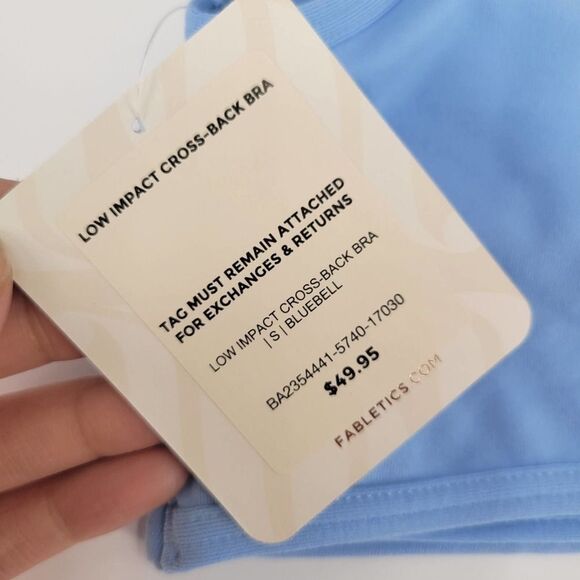 LOW IMPACT CROSS-BACK BRA
TAG MUST REMAIN ATTACHED
FOR EXCHANGES & RETURNS
LOW IMPACT CROSS-BACK BRA
| S | BLUEBELL
BA2354441-5740-17030
$49.95
FABLETICS.COM